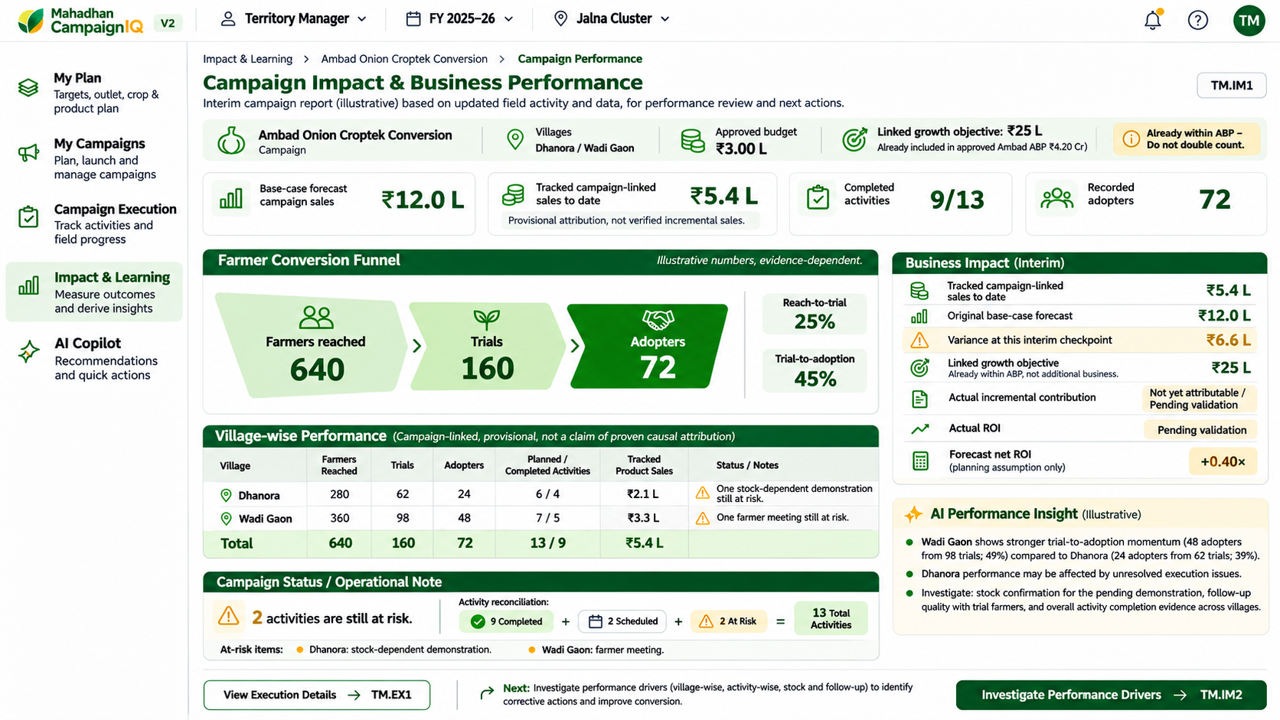 Mahadhan
CampaignIQ V2
Territory Manager
FY 2025–26
Jalna Cluster
TM
My Plan
Targets, outlet, crop &
product plan
My Campaigns
Plan, launch and
manage campaigns
Campaign Execution
Track activities and
field progress
Impact & Learning
Measure outcomes
and derive insights
AI Copilot
Recommendations
and quick actions
Impact & Learning > Ambad Onion Croptek Conversion > Campaign Performance
Campaign Impact & Business Performance
Interim campaign report (illustrative) based on updated field activity and data, for performance review and next actions.
TM.IM1
Ambad Onion Croptek Conversion
Campaign
Villages
Dhanora / Wadi Gaon
Approved budget
₹3.00 L
Linked growth objective: ₹25 L
Already included in approved Ambad ABP ₹4.20 Cr)
Already within ABP –
Do not double count.
Base-case forecast
campaign sales
₹12.0 L
Tracked campaign-linked
sales to date
₹5.4 L
Provisional attribution, not verified incremental sales.
Completed
activities
9/13
Recorded
adopters
72
Farmer Conversion Funnel
Illustrative numbers, evidence-dependent.
Farmers reached
640
Trials
160
Adopters
72
Reach-to-trial
25%
Trial-to-adoption
45%
Village-wise Performance (Campaign-linked, provisional, not a claim of proven causal attribution)
Village
Farmers
Reached
Trials
Adopters
Planned /
Completed Activities
Tracked
Product Sales
Status / Notes
Dhanora 280 62 24 6 / 4 ₹2.1 L One stock-dependent demonstration
still at risk.
Wadi Gaon 360 98 48 7 / 5 ₹3.3 L One farmer meeting still at risk.
Total 640 160 72 13 / 9 ₹5.4 L
Campaign Status / Operational Note
2 activities are still at risk.
Activity reconciliation:
9 Completed + 2 Scheduled + 2 At Risk = 13 Total
Activities
At-risk items: Dhanora: stock-dependent demonstration. Wadi Gaon: farmer meeting.
Business Impact (Interim)
Tracked campaign-linked
sales to date
₹5.4 L
Original base-case forecast ₹12.0 L
Variance at this interim checkpoint ₹6.6 L
Linked growth objective
Already within ABP, not additional business.
₹25 L
Actual incremental contribution
Not yet attributable /
Pending validation
Actual ROI Pending validation
Forecast net ROI
(planning assumption only)
+0.40×
AI Performance Insight (Illustrative)
Wadi Gaon shows stronger trial-to-adoption momentum (48 adopters
from 98 trials; 49%) compared to Dhanora (24 adopters from 62 trials; 39%).
Dhanora performance may be affected by unresolved execution issues.
Investigate: stock confirmation for the pending demonstration, follow-up
quality with trial farmers, and overall activity completion evidence across villages.
View Execution Details → TM.EX1
Next: Investigate performance drivers (village-wise, activity-wise, stock and follow-up) to identify
corrective actions and improve conversion.
Investigate Performance Drivers → TM.IM2